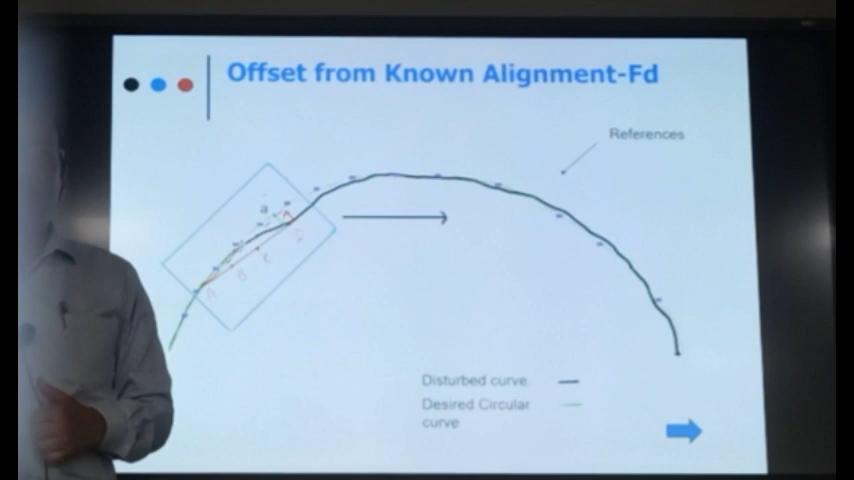 Offset from Known Alignment-Fd
References
a
A
B
C
D
Disturbed curve
Desired Circular
curve